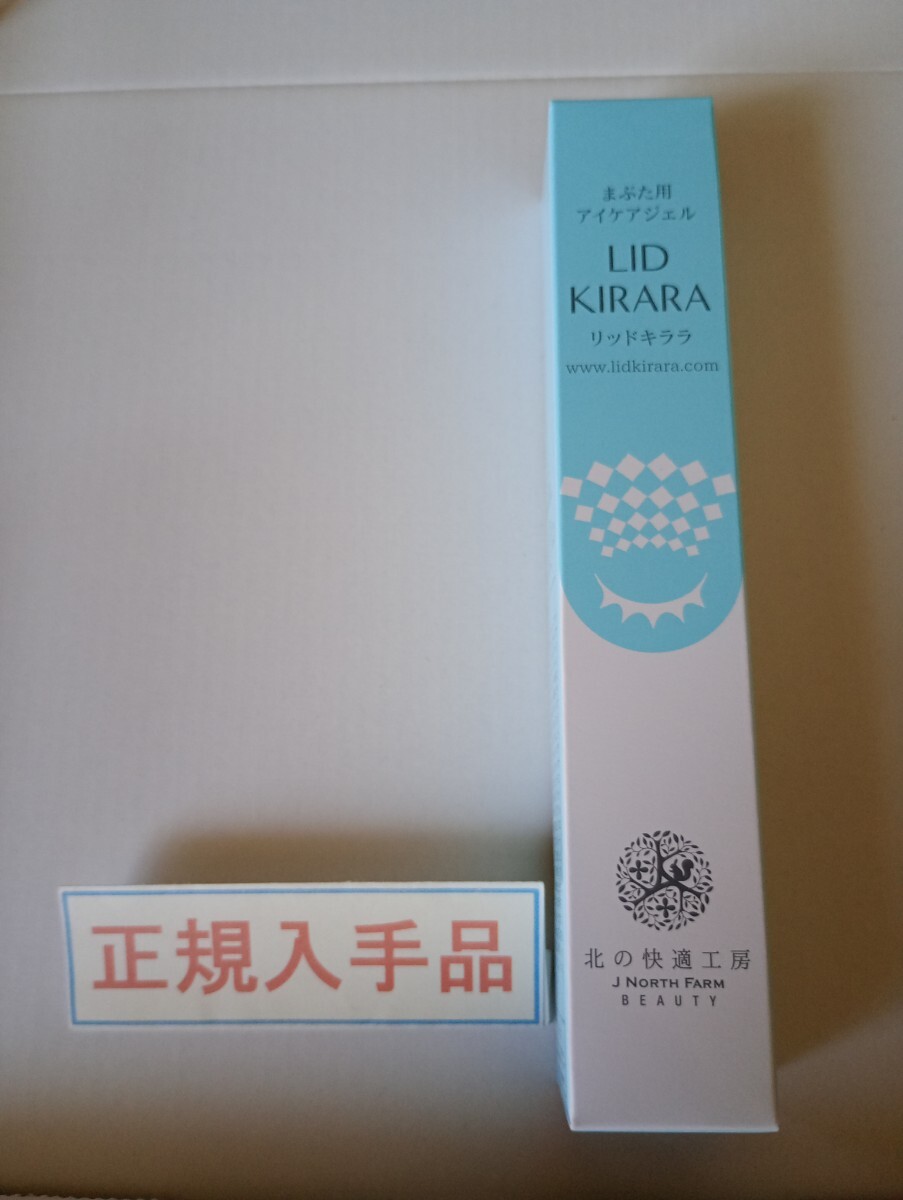 まぶた用
アイケアジェル
LID
KIRARA
リッドキララ
www.lidkirara.com
北の快適工房
J NORTH FARM
BEAUTY
正規入手品